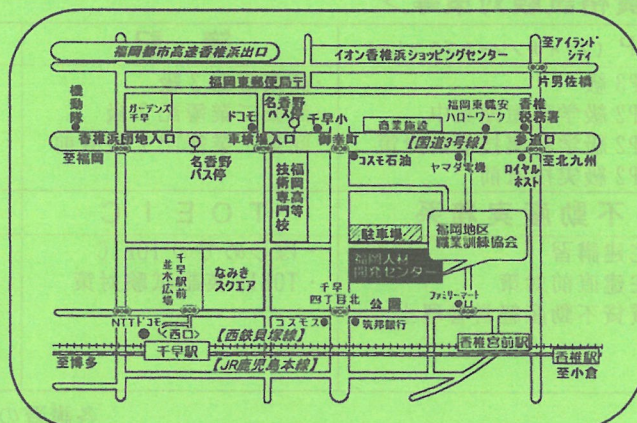 福岡都市高速香椎浜出口
イオン香椎浜ショッピングセンター
至アイランドシティ
福岡東郵便局〒
片男佐橋
機動隊
ガーデンズ千早
ドコモ
名香野バス停
千早小
商業施設
福岡東職安
ハローワーク
香椎税務署
香椎浜団地入口
車検場入口
御幸町
【国道3号線】
参道口
至福岡
名香野バス停
コスモ石油
ヤマダ電機
ロイヤルホスト
至北九州
福岡高等技術専門校
駐車場
福岡地区
職業訓練協会
福岡人材
開発センター
千早駅前
並木広場
なみきスクエア
千早四丁目北
公園
ファミリーマート
NTTドコモ
<西口>
【西鉄貝塚線】
コスモス
筑邦銀行
香椎宮前駅
至博多
千早駅
【JR鹿児島本線】
香椎駅
至小倉